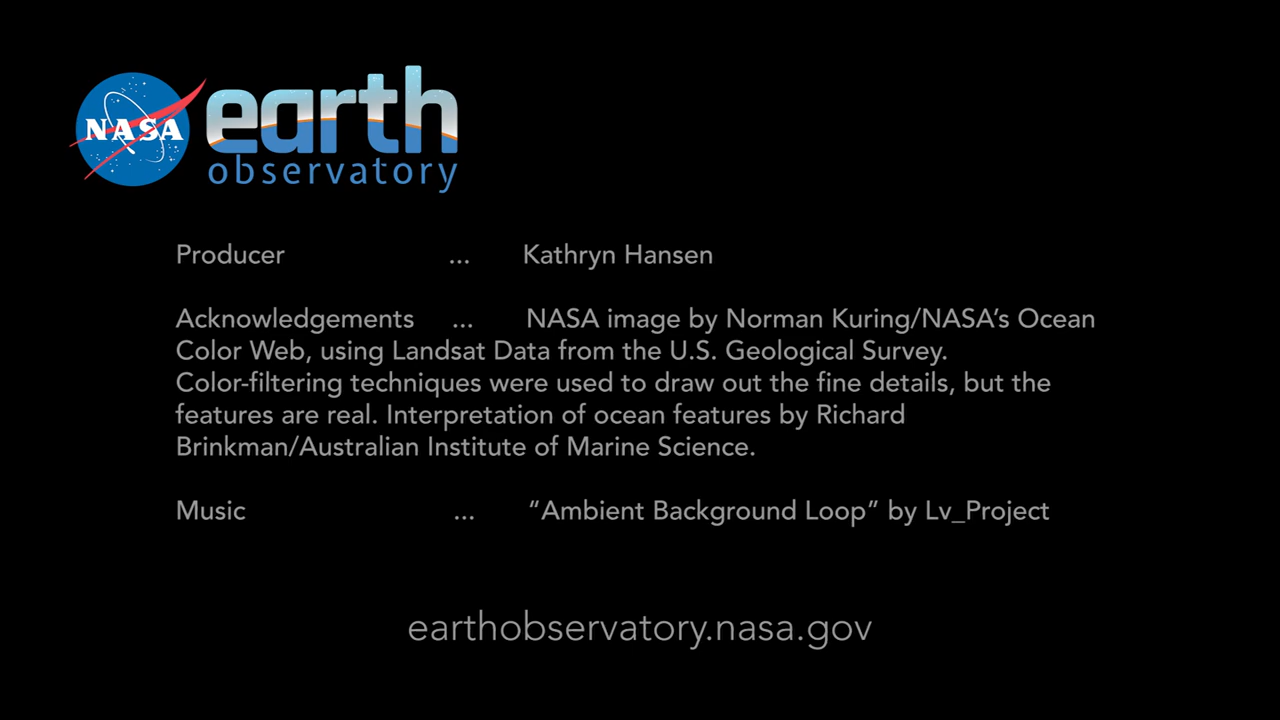 NASA earth
observatory
Producer ... Kathryn Hansen
Acknowledgements ... NASA image by Norman Kuring/NASA’s Ocean
Color Web, using Landsat Data from the U.S. Geological Survey.
Color-filtering techniques were used to draw out the fine details, but the
features are real. Interpretation of ocean features by Richard
Brinkman/Australian Institute of Marine Science.
Music ... “Ambient Background Loop” by Lv_Project
earthobservatory.nasa.gov